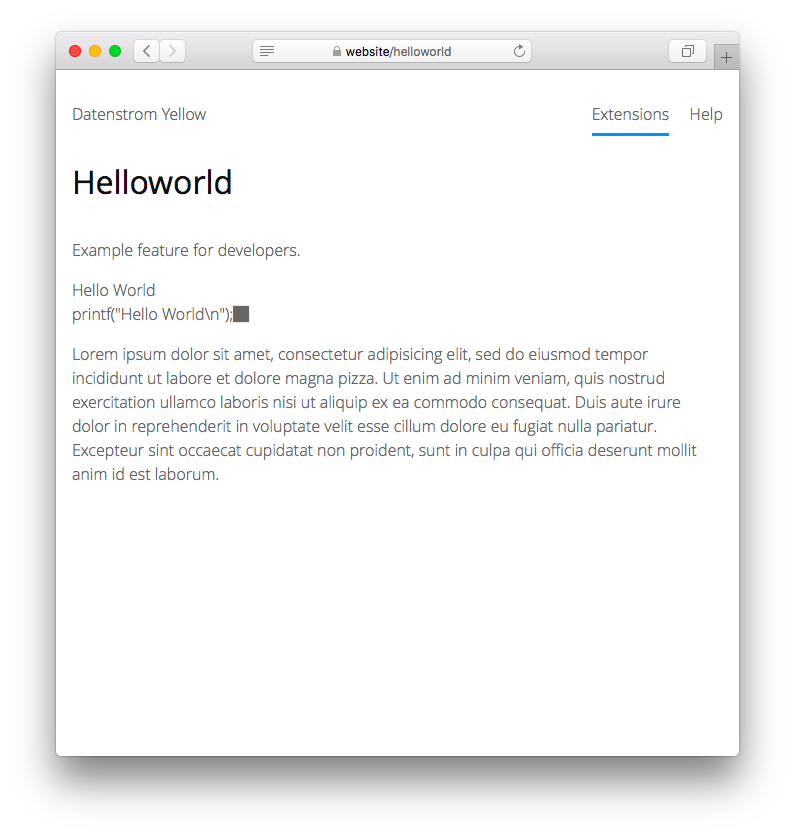 website/helloworld
Datenstrom Yellow
Extensions
Help
Helloworld
Example feature for developers.
Hello World
printf("Hello World\n");
Lorem ipsum dolor sit amet, consectetur adipisicing elit, sed do eiusmod tempor
incididunt ut labore et dolore magna pizza. Ut enim ad minim veniam, quis nostrud
exercitation ullamco laboris nisi ut aliquip ex ea commodo consequat. Duis aute irure
dolor in reprehenderit in voluptate velit esse cillum dolore eu fugiat nulla pariatur.
Excepteur sint occaecat cupidatat non proident, sunt in culpa qui officia deserunt mollit
anim id est laborum.